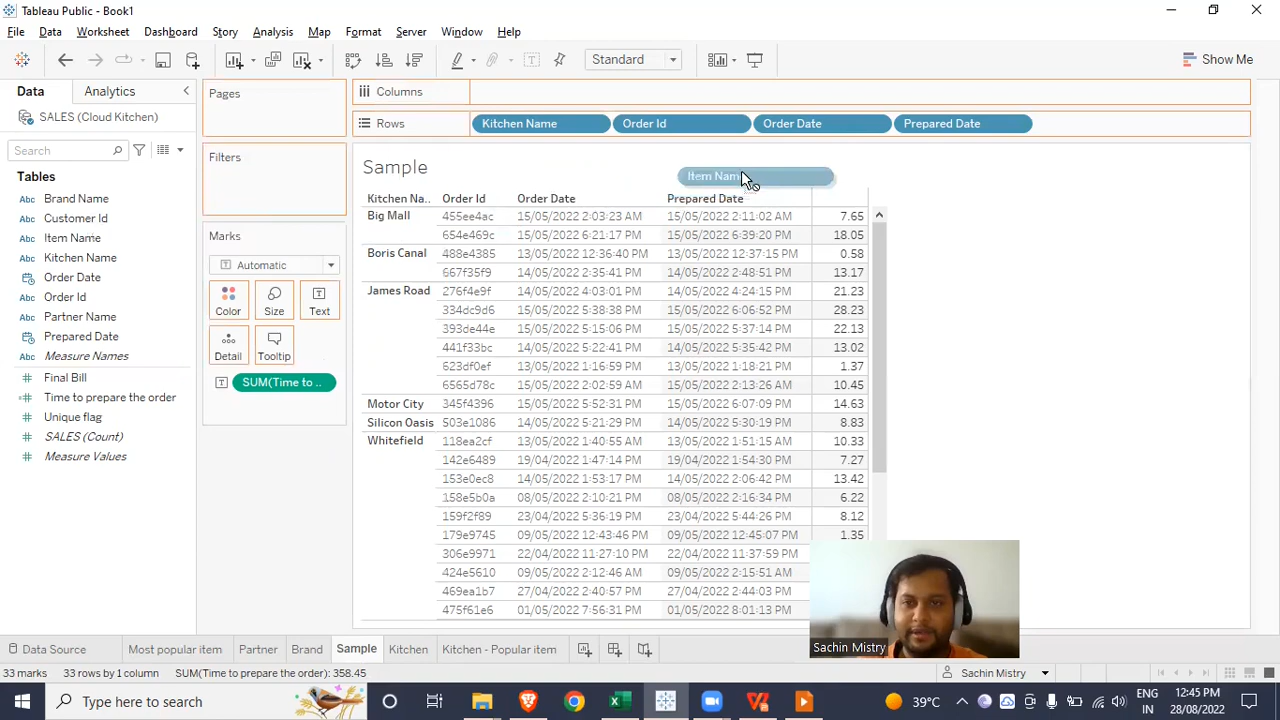 Tableau Public - Book1
File Data Worksheet Dashboard Story Analysis Map Format Server Window Help
Standard
Show Me
Data Analytics
SALES (Cloud Kitchen)
Search
Tables
Abc Brand Name
Abc Customer Id
Abc Item Name
Abc Kitchen Name
Order Date
Abc Order Id
Abc Partner Name
Prepared Date
Abc Measure Names
Final Bill
Time to prepare the order
Unique flag
SALES (Count)
Measure Values
Pages
Filters
Marks
Automatic
Color Size Text
Detail Tooltip
SUM(Time to ..
Columns
Rows Kitchen Name Order Id Order Date Prepared Date
Sample
Item Nam
Kitchen Na.. Order Id Order Date Prepared Date
Big Mall 455ee4ac 15/05/2022 2:03:23 AM 15/05/2022 2:11:02 AM 7.65
654e469c 15/05/2022 6:21:17 PM 15/05/2022 6:39:20 PM 18.05
Boris Canal 488e4385 13/05/2022 12:36:40 PM 13/05/2022 12:37:15 PM 0.58
667f35f9 14/05/2022 2:35:41 PM 14/05/2022 2:48:51 PM 13.17
James Road 276f4e9f 14/05/2022 4:03:01 PM 14/05/2022 4:24:15 PM 21.23
334dc9d6 15/05/2022 5:38:38 PM 15/05/2022 6:06:52 PM 28.23
393de44e 15/05/2022 5:15:06 PM 15/05/2022 5:37:14 PM 22.13
441f33bc 14/05/2022 5:22:41 PM 14/05/2022 5:35:42 PM 13.02
623df0ef 13/05/2022 1:16:59 PM 13/05/2022 1:18:21 PM 1.37
6565d78c 15/05/2022 2:02:59 AM 15/05/2022 2:13:26 AM 10.45
Motor City 345f4396 15/05/2022 5:52:31 PM 15/05/2022 6:07:09 PM 14.63
Silicon Oasis 503e1086 14/05/2022 5:21:29 PM 14/05/2022 5:30:19 PM 8.83
Whitefield 118ea2cf 13/05/2022 1:40:55 AM 13/05/2022 1:51:15 AM 10.33
142e6489 19/04/2022 1:47:14 PM 19/04/2022 1:54:30 PM 7.27
153e0ec8 14/05/2022 1:53:17 PM 14/05/2022 2:06:42 PM 13.42
158e5b0a 08/05/2022 2:10:21 PM 08/05/2022 2:16:34 PM 6.22
159f2f89 23/04/2022 5:36:19 PM 23/04/2022 5:44:26 PM 8.12
179e9745 09/05/2022 12:43:46 PM 09/05/2022 12:45:07 PM 1.35
306e9971 22/04/2022 11:27:10 PM 22/04/2022 11:37:59 PM
424e5610 09/05/2022 2:12:46 AM 09/05/2022 2:15:51 AM
469ea1b7 27/04/2022 2:40:57 PM 27/04/2022 2:44:03 PM
475f61e6 01/05/2022 7:56:31 PM 01/05/2022 8:01:13 PM
Sachin Mistry
Data Source Most popular item Partner Brand Sample Kitchen Kitchen - Popular item
33 marks 33 rows by 1 column SUM(Time to prepare the order): 358.45 Sachin Mistry
Type here to search
39°C
ENG
IN
12:45 PM
28/08/2022